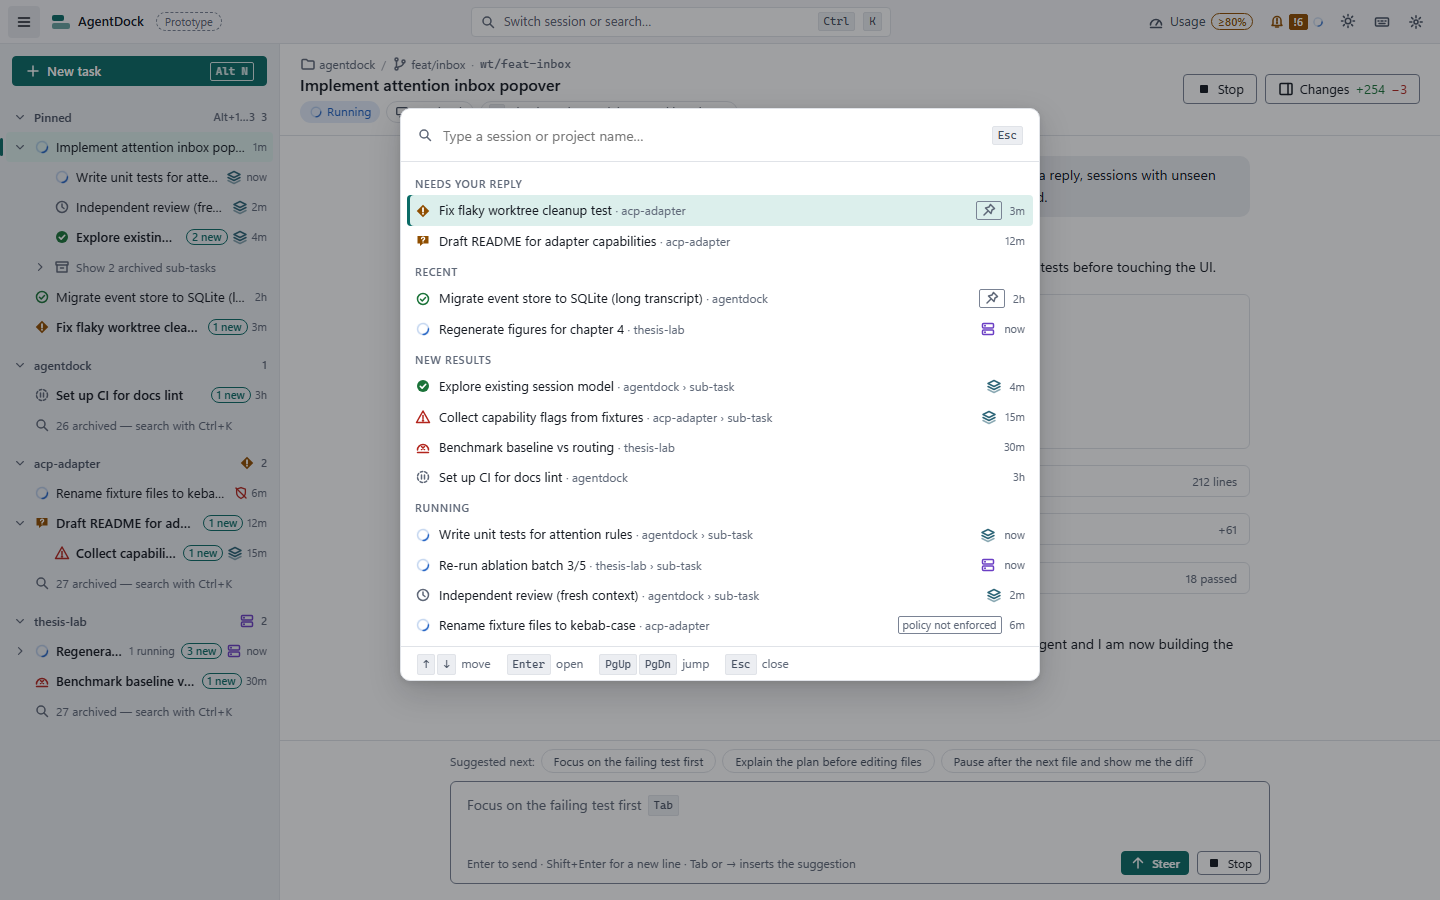 AgentDock Prototype
Switch session or search... Ctrl K
Usage ≥80% !6
New task Alt N
Pinned Alt+1...3 3
Implement attention inbox pop... 1m
Write unit tests for atte... now
Independent review (fre... 2m
Explore existin... 2 new 4m
Show 2 archived sub-tasks
Migrate event store to SQLite (l... 2h
Fix flaky worktree clea... 1 new 3m
agentdock 1
Set up CI for docs lint 1 new 3h
26 archived — search with Ctrl+K
acp-adapter 2
Rename fixture files to keba... 6m
Draft README for ad... 1 new 12m
Collect capabili... 1 new 15m
27 archived — search with Ctrl+K
thesis-lab 2
Regenera... 1 running 3 new now
Benchmark baseline v... 1 new 30m
27 archived — search with Ctrl+K
agentdock / feat/inbox · wt/feat-inbox
Implement attention inbox popover
Running
Stop
Changes +254 −3
a reply, sessions with unseen
d.
tests before touching the UI.
212 lines
+61
18 passed
gent and I am now building the
Type a session or project name... Esc
NEEDS YOUR REPLY
Fix flaky worktree cleanup test · acp-adapter 3m
Draft README for adapter capabilities · acp-adapter 12m
RECENT
Migrate event store to SQLite (long transcript) · agentdock 2h
Regenerate figures for chapter 4 · thesis-lab now
NEW RESULTS
Explore existing session model · agentdock › sub-task 4m
Collect capability flags from fixtures · acp-adapter › sub-task 15m
Benchmark baseline vs routing · thesis-lab 30m
Set up CI for docs lint · agentdock 3h
RUNNING
Write unit tests for attention rules · agentdock › sub-task now
Re-run ablation batch 3/5 · thesis-lab › sub-task now
Independent review (fresh context) · agentdock › sub-task 2m
Rename fixture files to kebab-case · acp-adapter policy not enforced 6m
↑ ↓ move Enter open PgUp PgDn jump Esc close
Suggested next: Focus on the failing test first Explain the plan before editing files Pause after the next file and show me the diff
Focus on the failing test first Tab
Enter to send · Shift+Enter for a new line · Tab or → inserts the suggestion
Steer
Stop